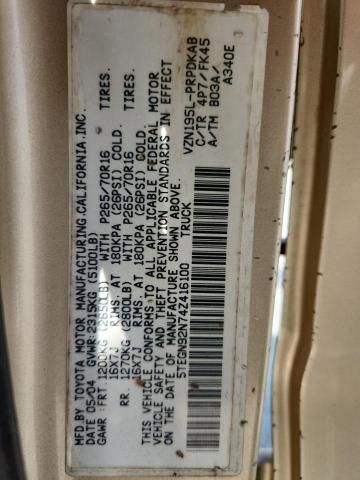 MFD BY TOYOTA MOTOR MANUFACTURING.CALIFORNIA.INC.
DATE 05/04 GVWR:2315KG (5100LB)
GAWR: FRT.1200KG (2650LB) WITH P265/70R16 TIRES.
16X7J RIMS. AT 180KPA (26PSI) COLD.
RR. 1270KG (2800LB) WITH P265/70R16 TIRES.
16X7J RIMS. AT 180KPA (26PSI) COLD.
THIS VEHICLE CONFORMS TO ALL APPLICABLE FEDERAL MOTOR
VEHICLE SAFETY AND THEFT PREVENTION STANDARDS IN EFFECT
ON THE DATE OF MANUFACTURE SHOWN ABOVE.
5TEGN92N74Z416100 TRUCK
VZN195L-PRPDKAB
C/TR 4P7/FK45
A/TM B03A/
A340E